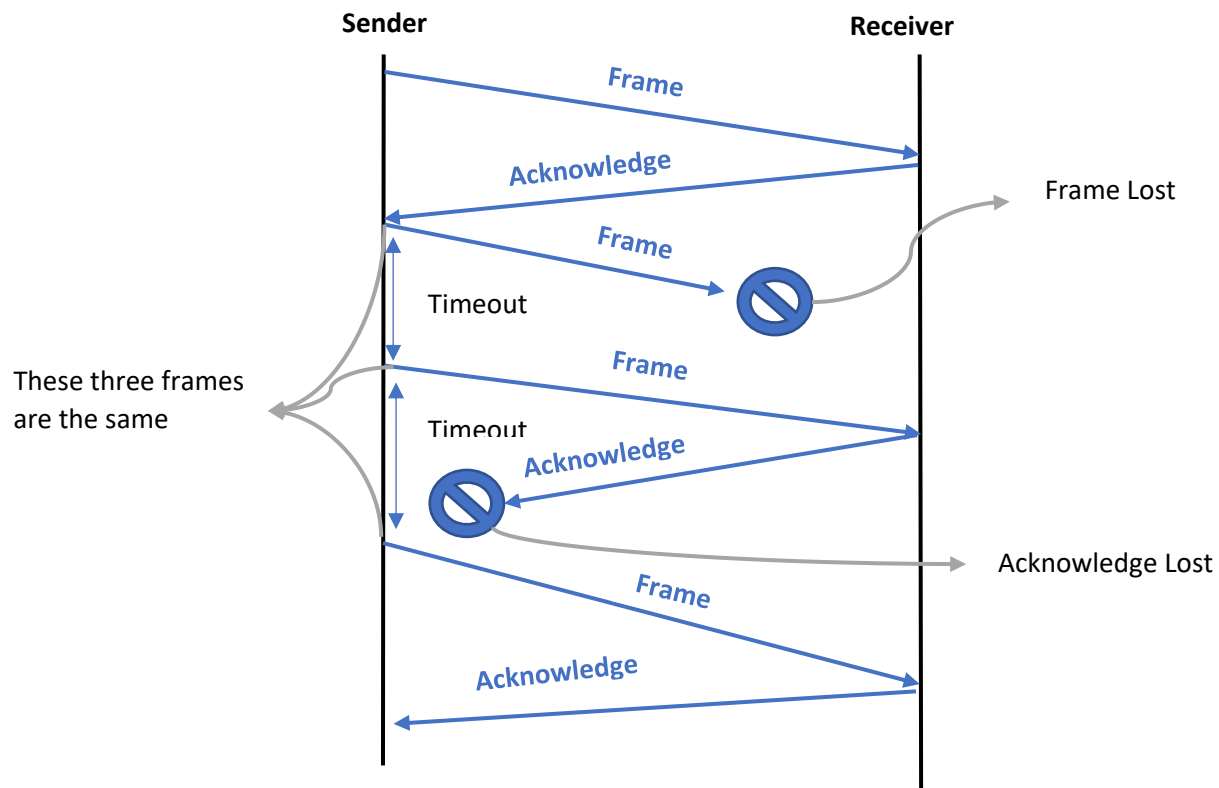 Sender
Receiver
Frame
Acknowledge
Frame Lost
Frame
Timeout
Frame
These three frames
are the same
Timeout
Acknowledge
Acknowledge Lost
Frame
Acknowledge